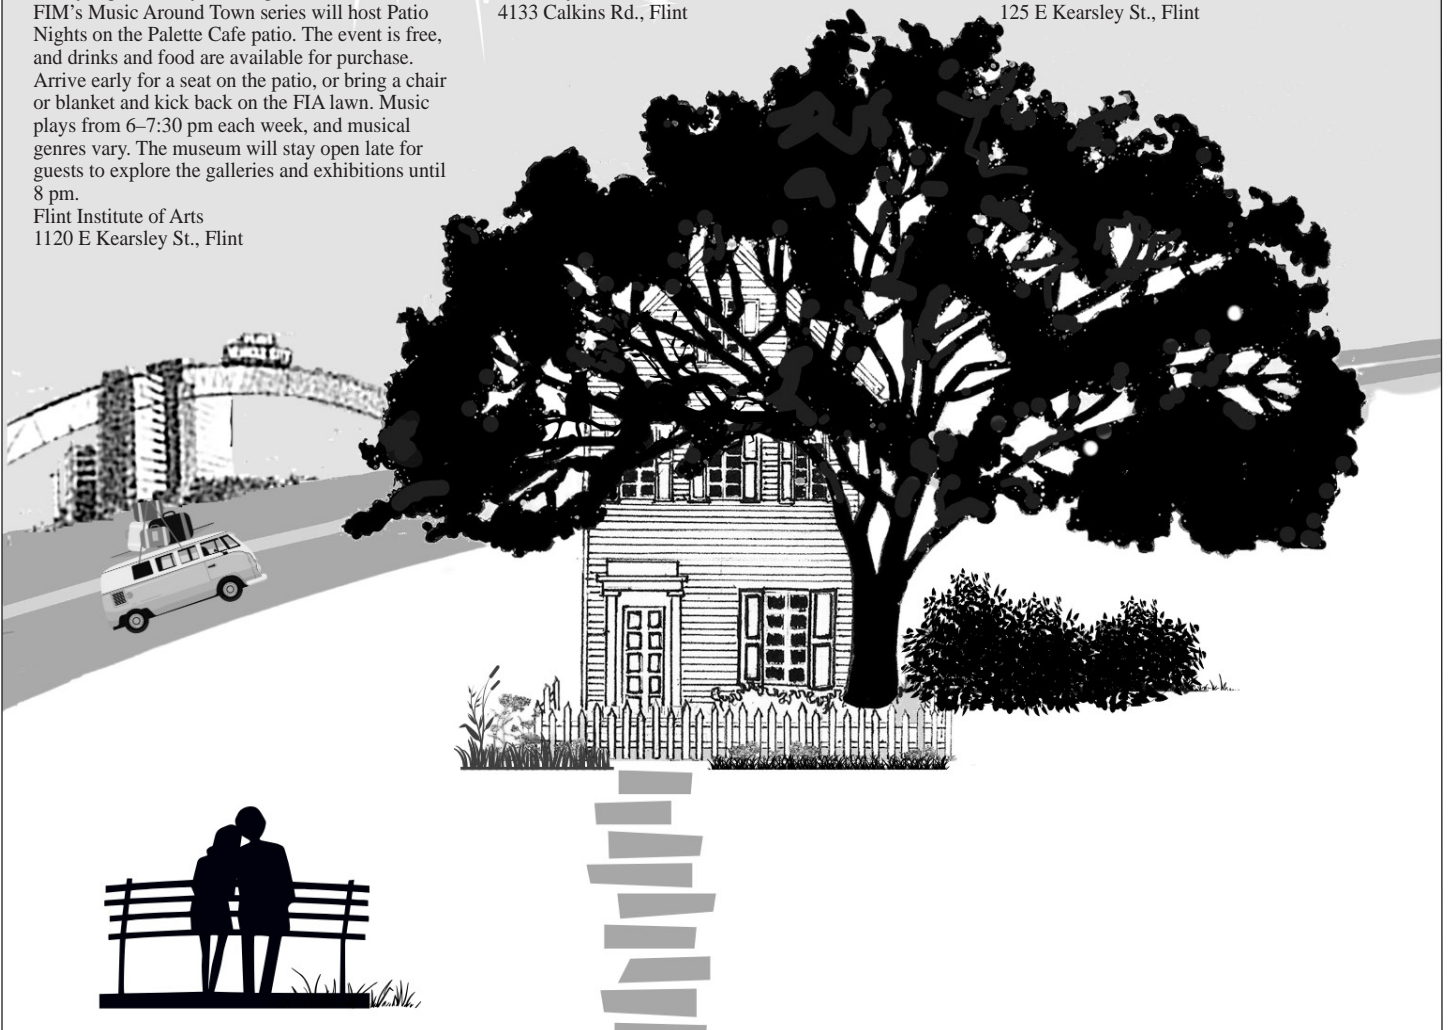 FIM’s Music Around Town series will host Patio
Nights on the Palette Cafe patio. The event is free,
and drinks and food are available for purchase.
Arrive early for a seat on the patio, or bring a chair
or blanket and kick back on the FIA lawn. Music
plays from 6–7:30 pm each week, and musical
genres vary. The museum will stay open late for
guests to explore the galleries and exhibitions until
8 pm.
Flint Institute of Arts
1120 E Kearsley St., Flint
4133 Calkins Rd., Flint
125 E Kearsley St., Flint
VEHICLE CITY